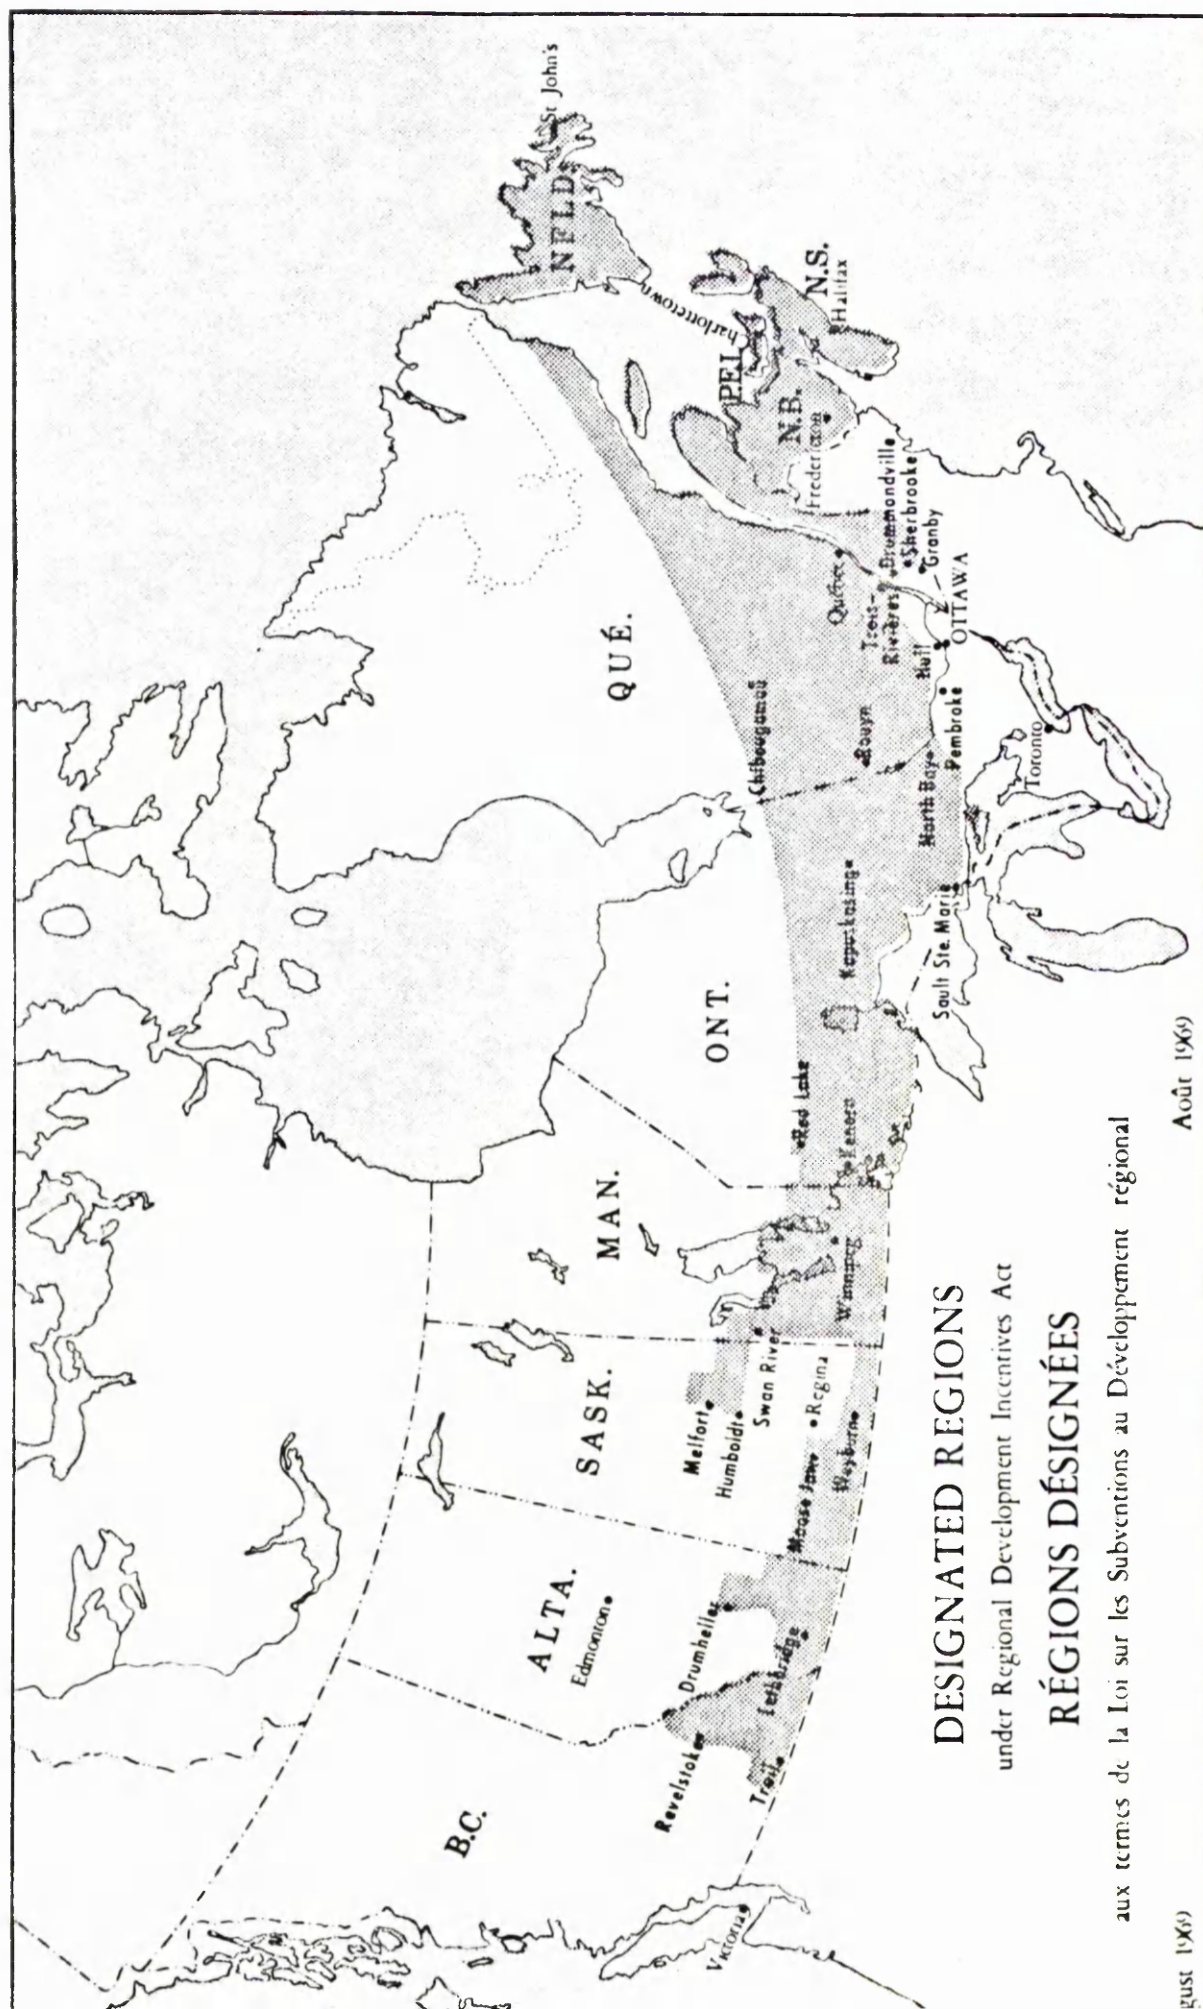 B.C.
ALTA.
SASK.
MAN.
ONT.
QUÉ.
NFLD.
P.E.I.
N.B.
N.S.
Victoria
Edmonton
Revelstoke
Trail
Drumheller
Lethbridge
Melfort
Humboldt
Swan River
Moose Jaw
Regina
Weyburn
Winnipeg
Red Lake
Kenora
Kapuskasing
Sault Ste. Marie
North Bay
Pembroke
Toronto
Chibougamau
Rouyn
Hull
OTTAWA
Québec
Trois-
Rivières
Drummondville
Sherbrooke
Granby
Fredericton
harlottetown
Halifax
St John's
DESIGNATED REGIONS
under Regional Development Incentives Act
RÉGIONS DÉSIGNÉES
aux termes de la Loi sur les Subventions au Développement régional
gust 1969
Août 1969